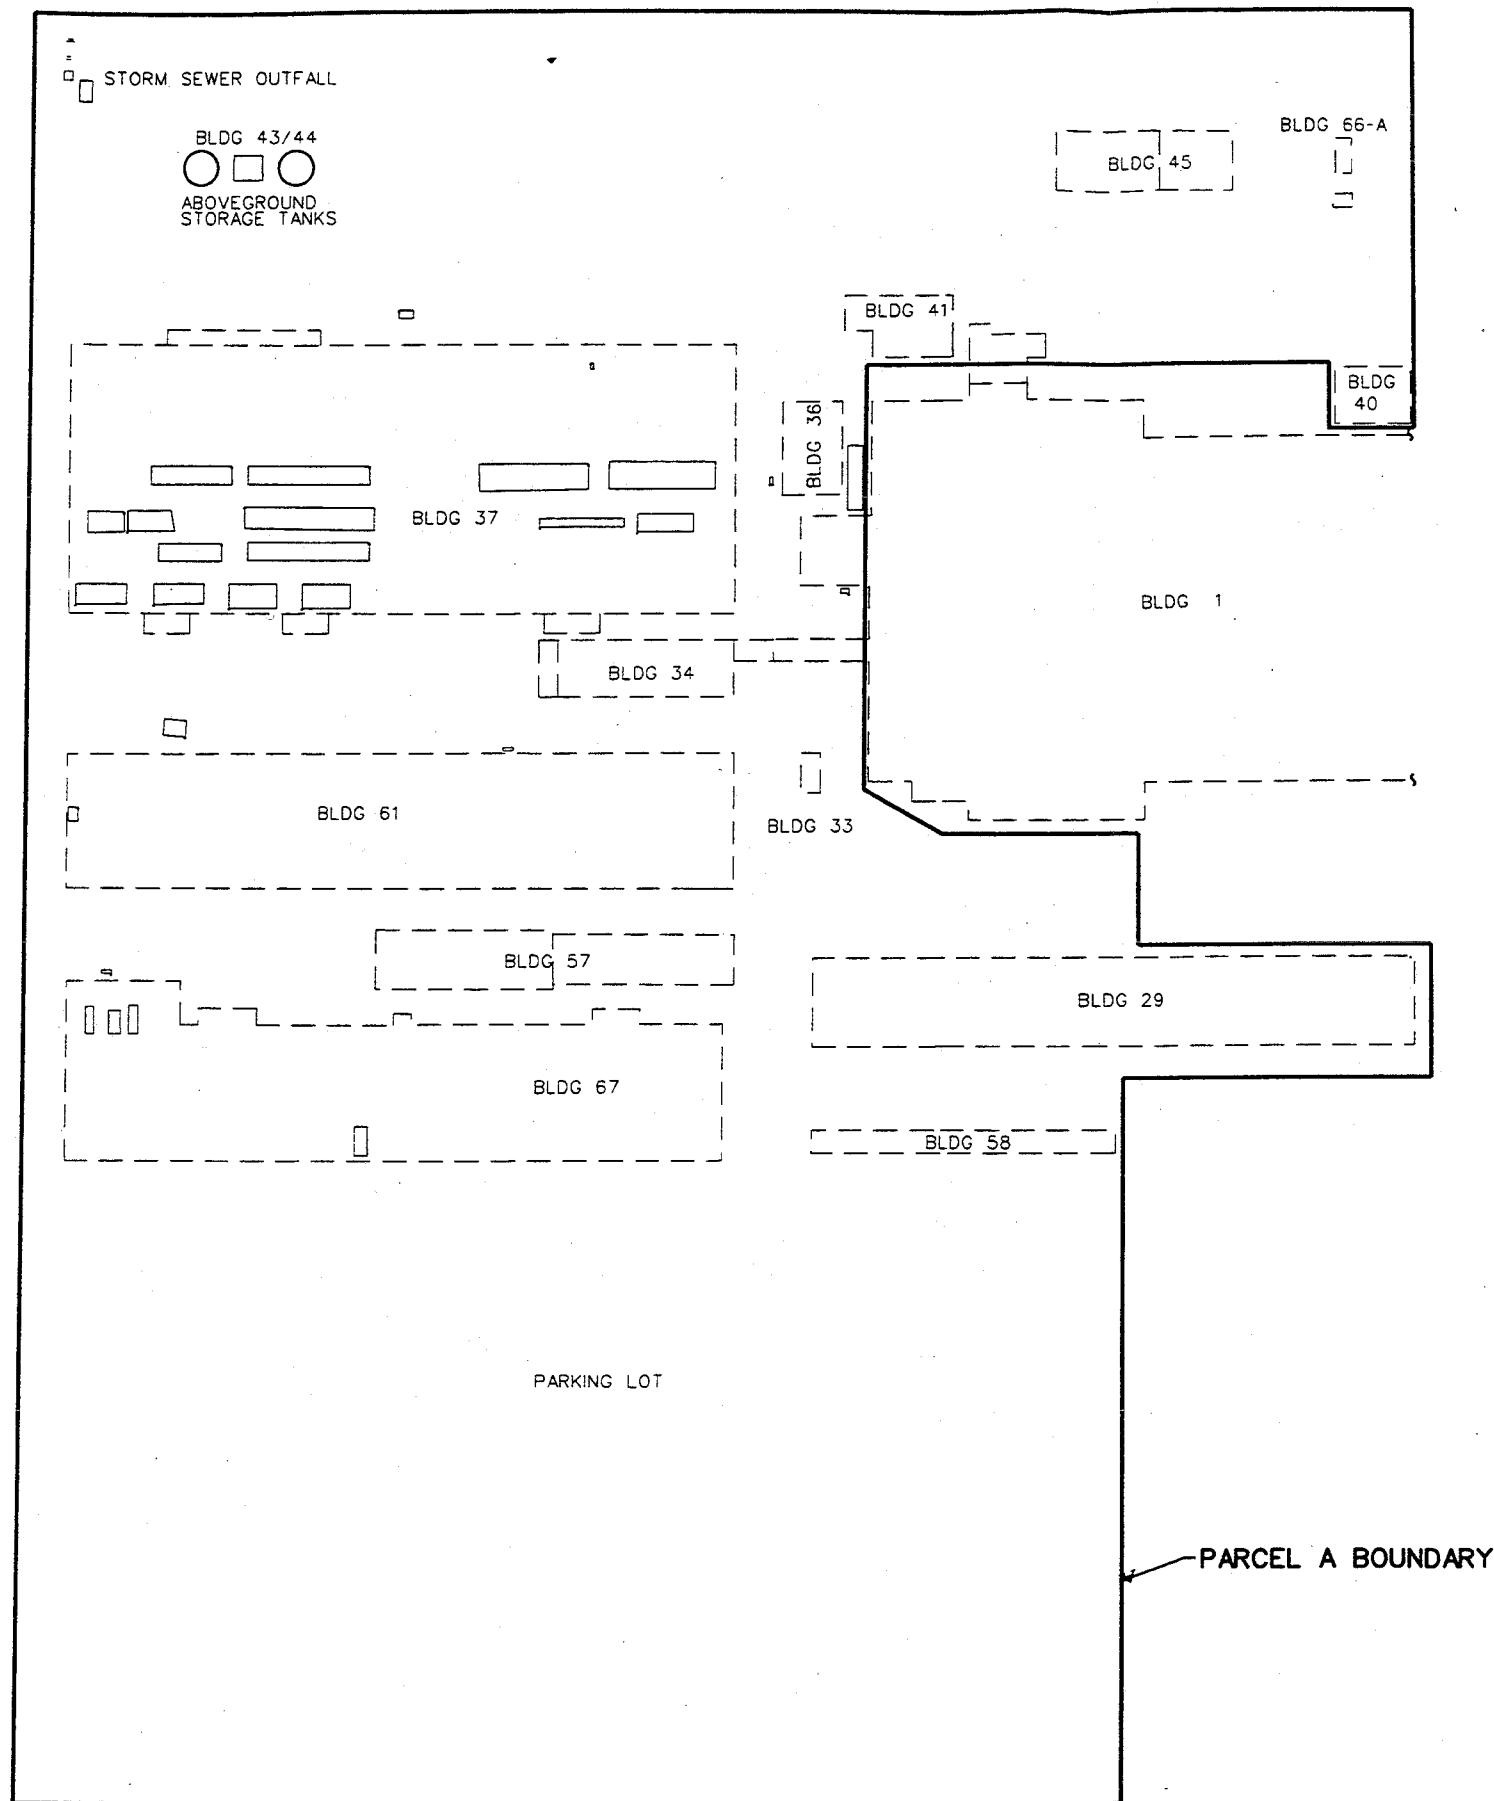 STORM SEWER OUTFALL
BLDG 43/44
ABOVEGROUND
STORAGE TANKS
BLDG 66-A
BLDG 45
BLDG 41
BLDG
40
BLDG 36
BLDG 37
BLDG 1
BLDG 34
BLDG 61
BLDG 33
BLDG 57
BLDG 29
BLDG 67
BLDG 58
PARKING LOT
PARCEL A BOUNDARY